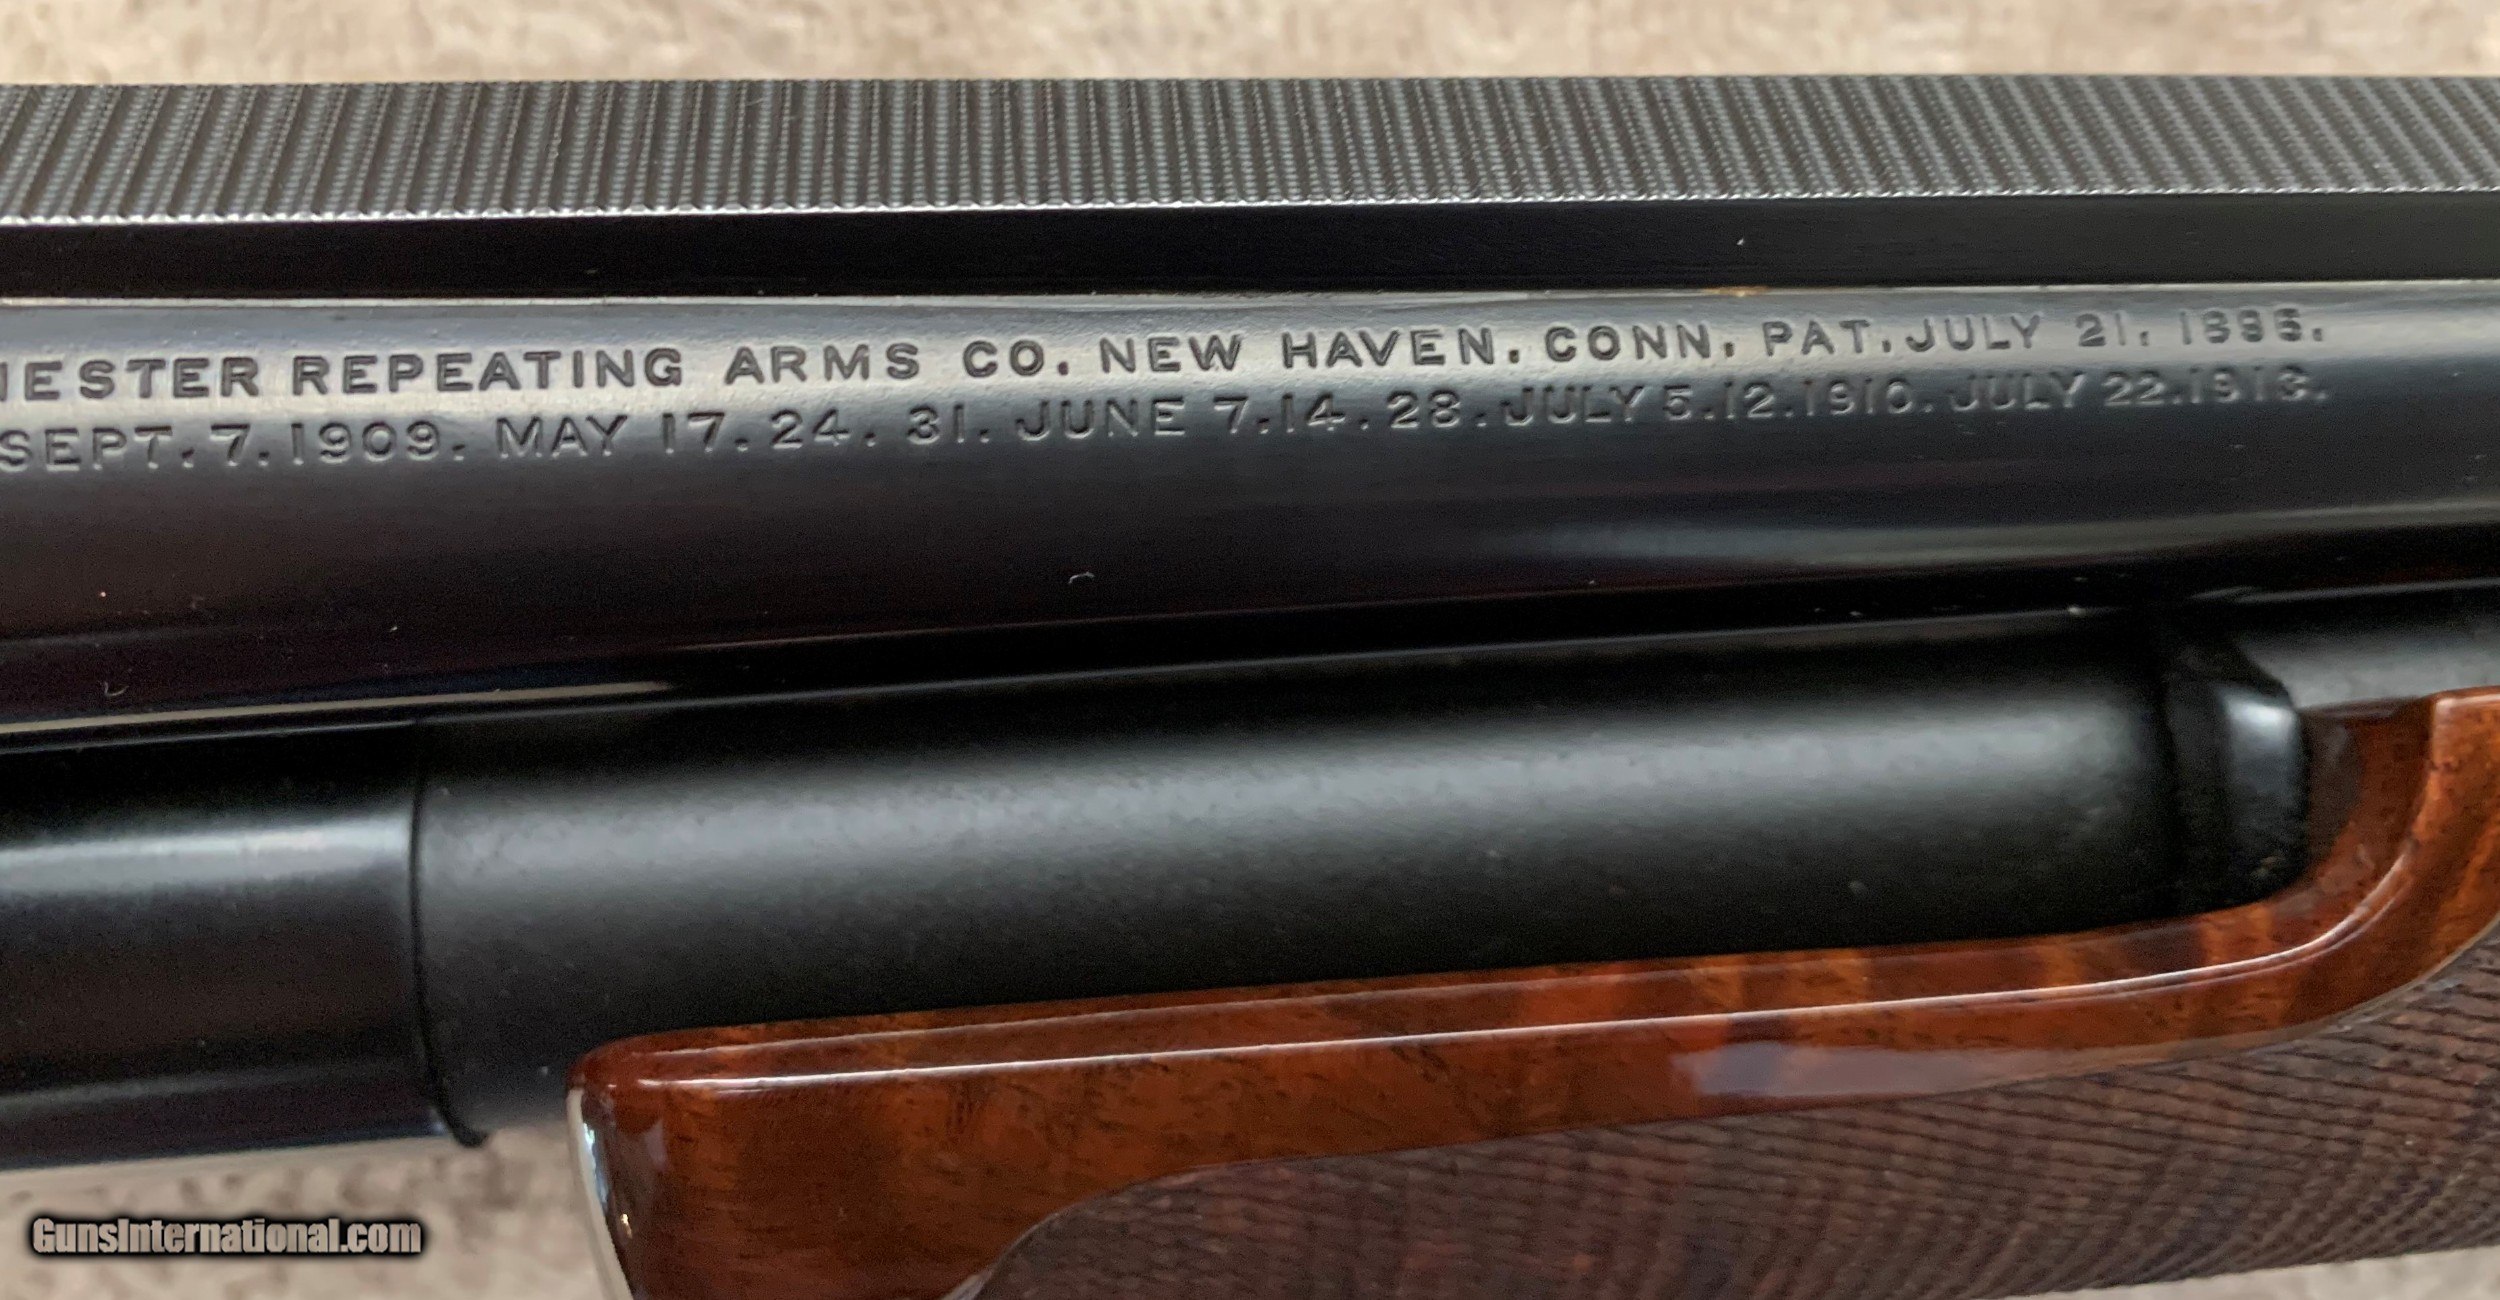 HESTER REPEATING ARMS CO. NEW HAVEN. CONN. PAT. JULY 21. 1896.
SEPT. 7. 1909. MAY 17. 24. 31. JUNE 7. 14. 28. JULY 5. 12. 1910. JULY 22. 1913.
GunsInternational.com